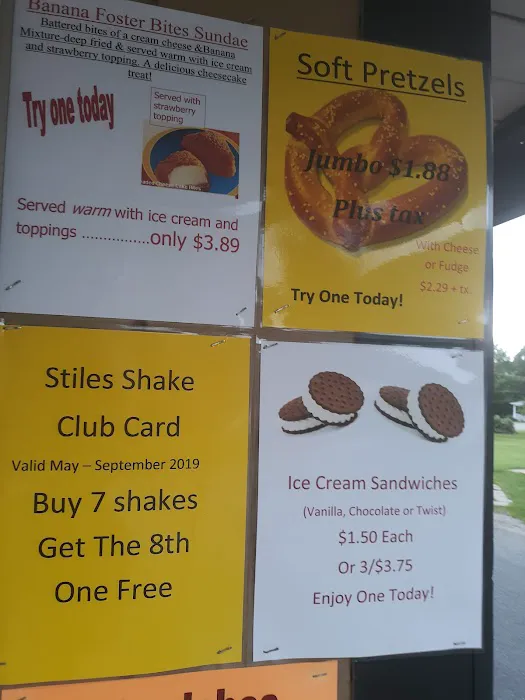 Banana Foster Bites Sundae
Battered bites of a cream cheese &Banana
Mixture-deep fried & served warm with ice cream
and strawberry topping. A delicious cheesecake
treat!
Try one today
Served with
strawberry
topping
Served warm with ice cream and
toppings ................only $3.89
Soft Pretzels
Jumbo $1.88
Plus tax
With Cheese
or Fudge
$2.29 + tx.
Try One Today!
Stiles Shake
Club Card
Valid May – September 2019
Buy 7 shakes
Get The 8th
One Free
Ice Cream Sandwiches
(Vanilla, Chocolate or Twist)
$1.50 Each
Or 3/$3.75
Enjoy One Today!